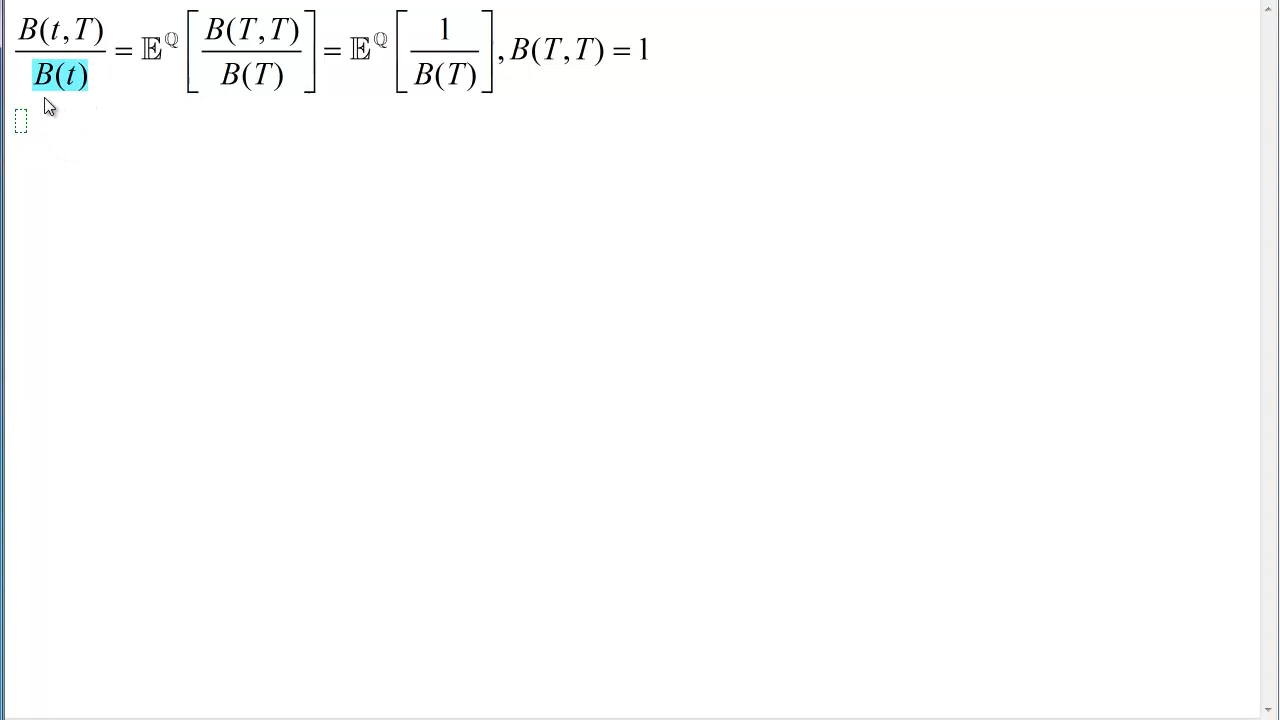 B(t,T)/B(t) = 𝔼^ℚ [ B(T,T)/B(T) ] = 𝔼^ℚ [ 1/B(T) ], B(T,T) = 1